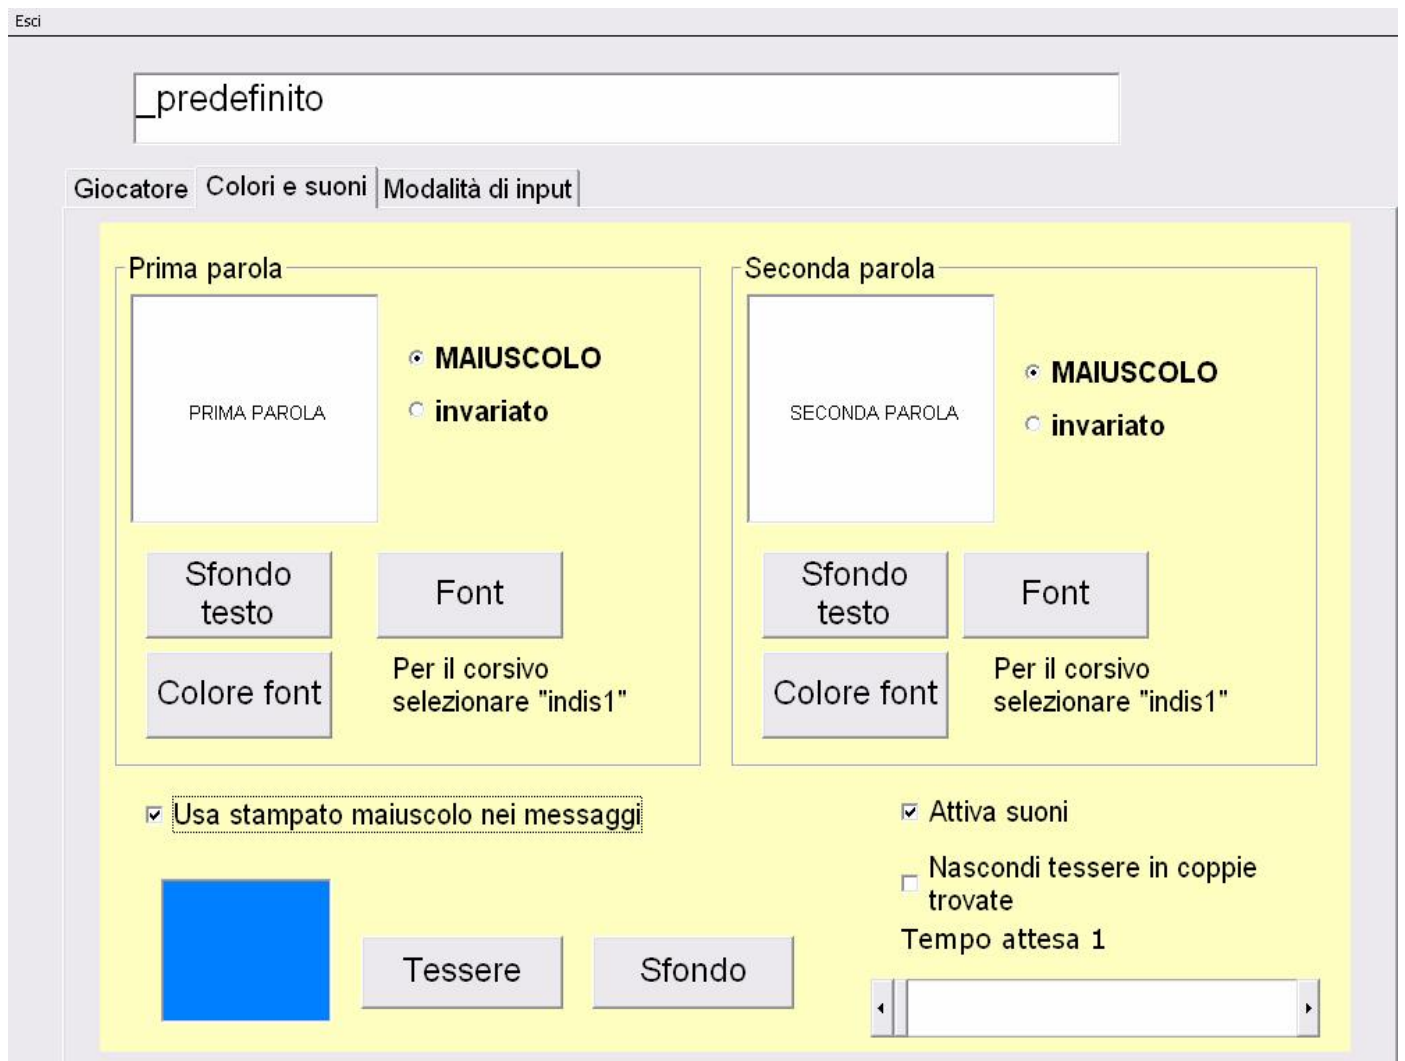 Esci
_predefinito
Giocatore Colori e suoni Modalità di input
Prima parola
PRIMA PAROLA
MAIUSCOLO
invariato
Sfondo
testo
Font
Colore font
Per il corsivo
selezionare "indis1"
Seconda parola
SECONDA PAROLA
MAIUSCOLO
invariato
Sfondo
testo
Font
Colore font
Per il corsivo
selezionare "indis1"
Usa stampato maiuscolo nei messaggi
Attiva suoni
Nascondi tessere in coppie
trovate
Tempo attesa 1
Tessere
Sfondo